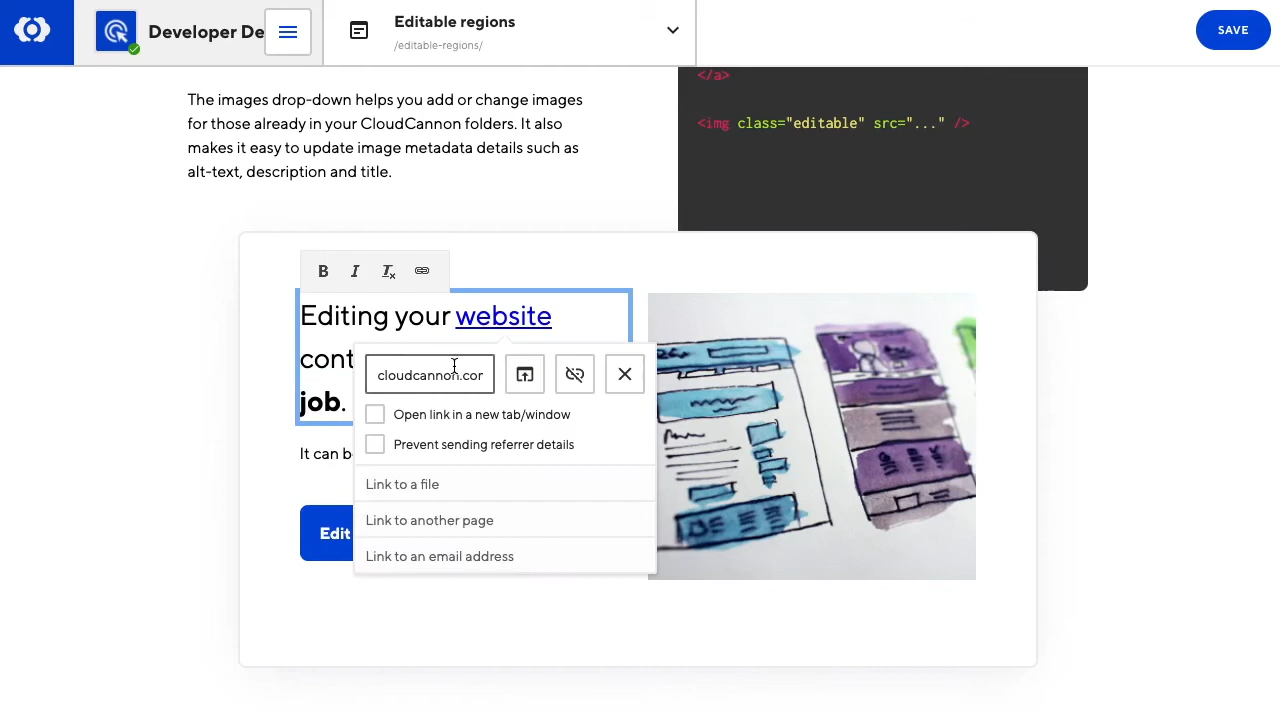 Developer De
Editable regions
/editable-regions/
SAVE
</a>
The images drop-down helps you add or change images
for those already in your CloudCannon folders. It also
makes it easy to update image metadata details such as
alt-text, description and title.
<img class="editable" src="..." />
B I Tx
Editing your website
cont
job.
cloudcannon.cor
Open link in a new tab/window
Prevent sending referrer details
It can b
Link to a file
Link to another page
Edit
Link to an email address